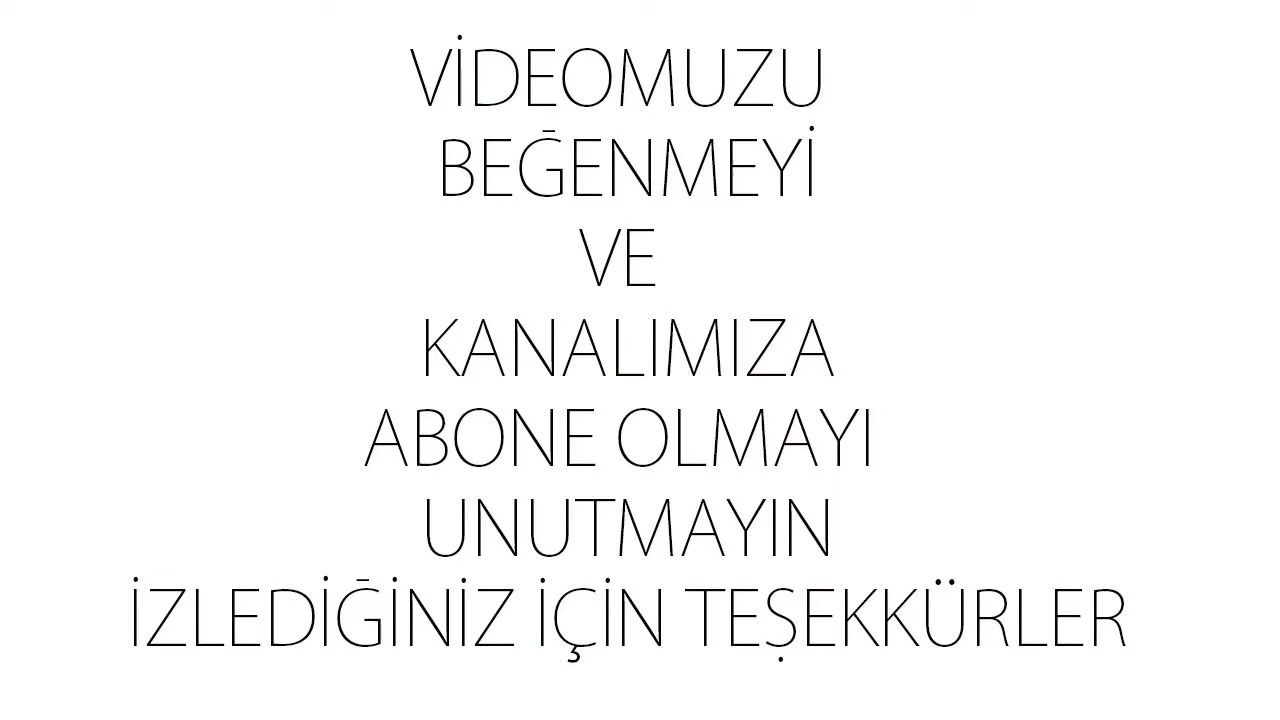 VİDEOMUZU
BEĞENMEYİ
VE
KANALIMIZA
ABONE OLMAYI
UNUTMAYIN
İZLEDİĞİNİZ İÇİN TEŞEKKÜRLER